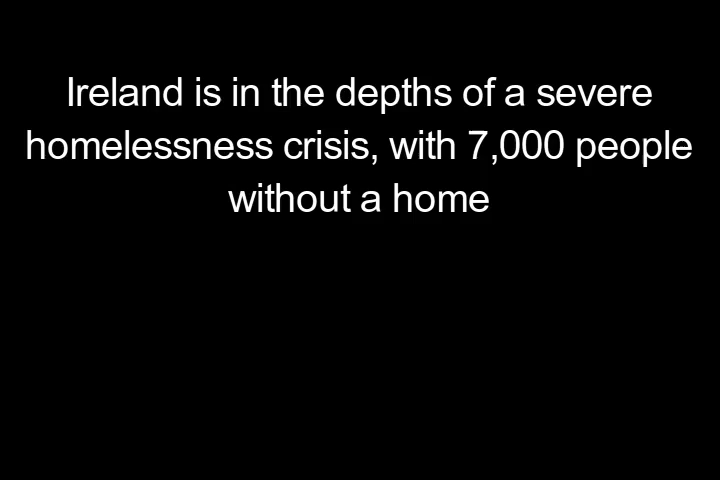 Ireland is in the depths of a severe
homelessness crisis, with 7,000 people
without a home